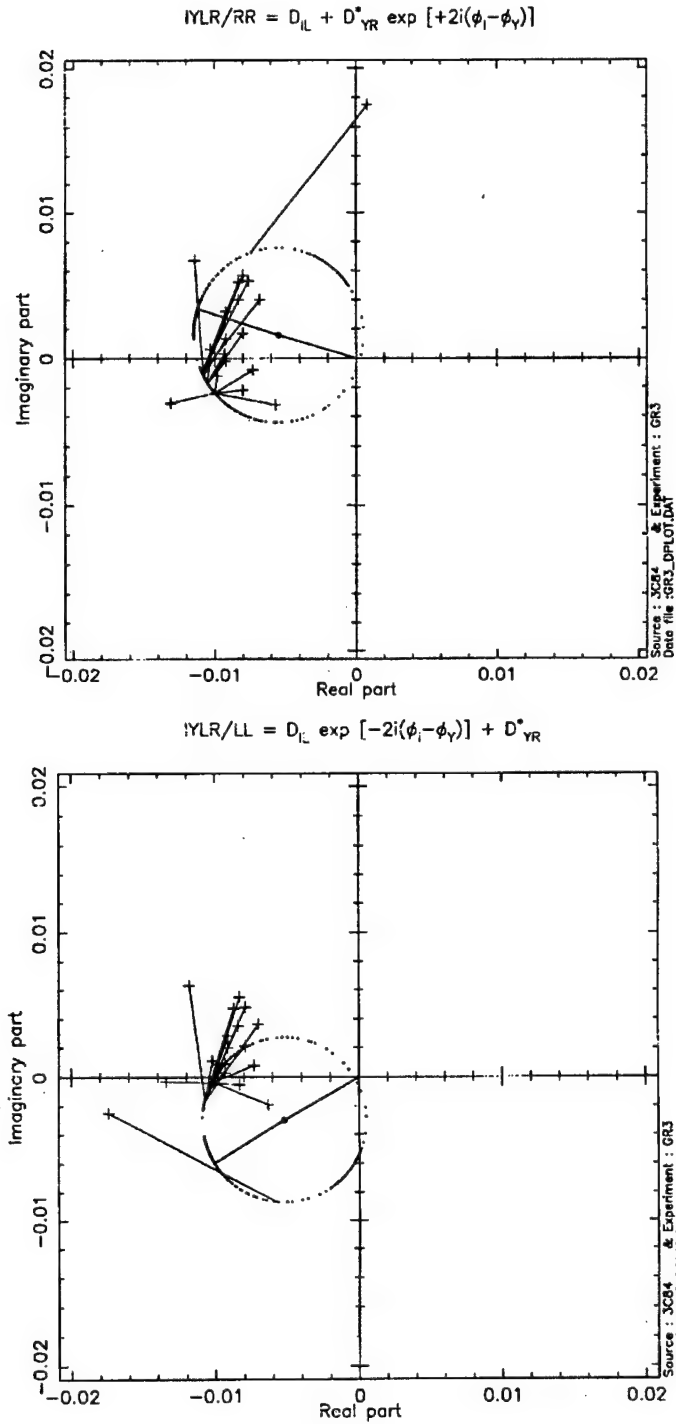 IYLR/RR = D_IL + D*_YR exp [+2i(ϕ_I−ϕ_Y)]
0.02
0.01
0
−0.01
−0.02
Imaginary part
−0.02
−0.01
0
0.01
0.02
Real part
Source : 3C84 & Experiment : GR3
Data file :GR3_DPLOT.DAT
IYLR/LL = D_IL exp [−2i(ϕ_i−ϕ_Y)] + D*_YR
0.02
0.01
0
−0.01
−0.02
Imaginary part
−0.02
−0.01
0
0.01
0.02
Real part
Source : 3C84 & Experiment : GR3